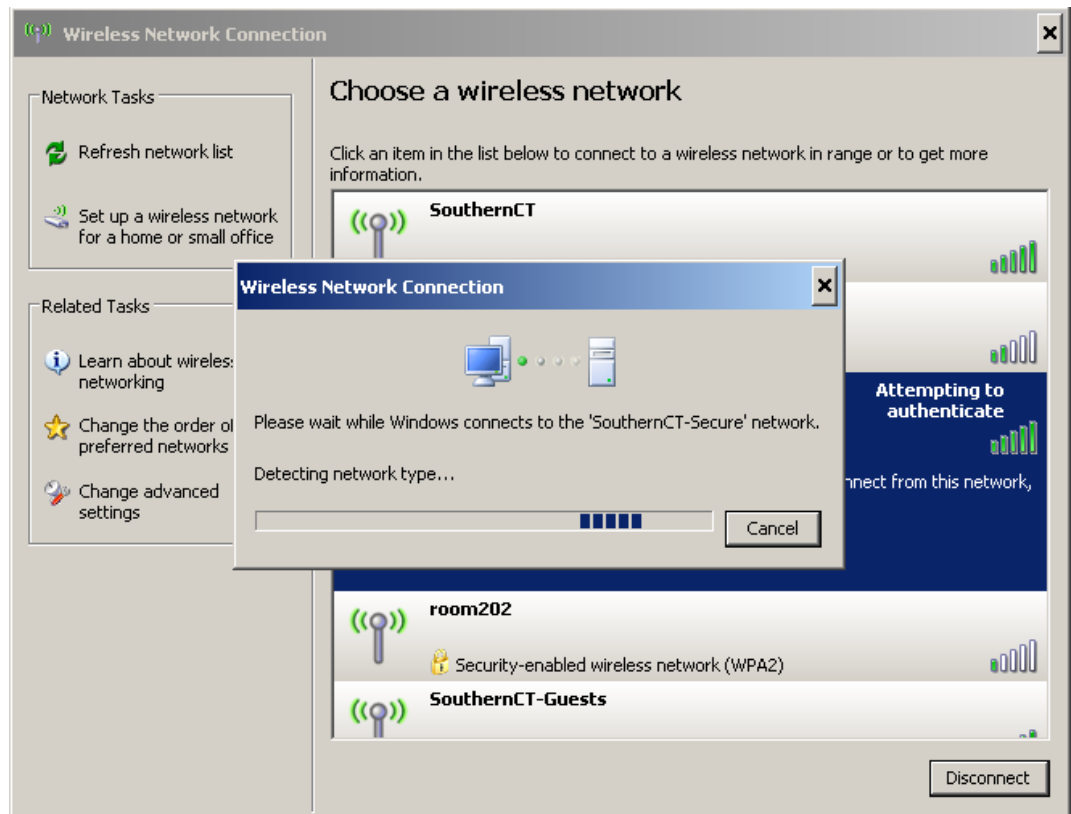 Wireless Network Connection
Network Tasks
Refresh network list
Set up a wireless network
for a home or small office
Related Tasks
Learn about wireless
networking
Change the order of
preferred networks
Change advanced
settings
Choose a wireless network
Click an item in the list below to connect to a wireless network in range or to get more
information.
SouthernCT
Attempting to
authenticate
nnect from this network,
room202
Security-enabled wireless network (WPA2)
SouthernCT-Guests
Disconnect
Wireless Network Connection
Please wait while Windows connects to the 'SouthernCT-Secure' network.
Detecting network type...
Cancel